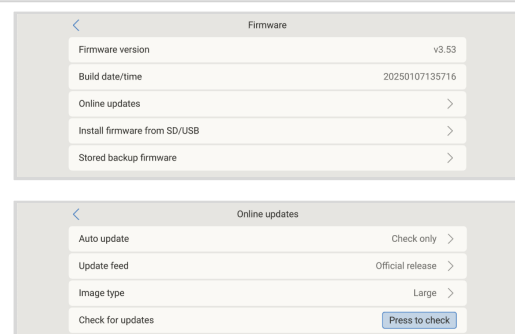 Firmware
Firmware version v3.53
Build date/time 20250107135716
Online updates
Install firmware from SD/USB
Stored backup firmware
Online updates
Auto update Check only
Update feed Official release
Image type Large
Check for updates Press to check